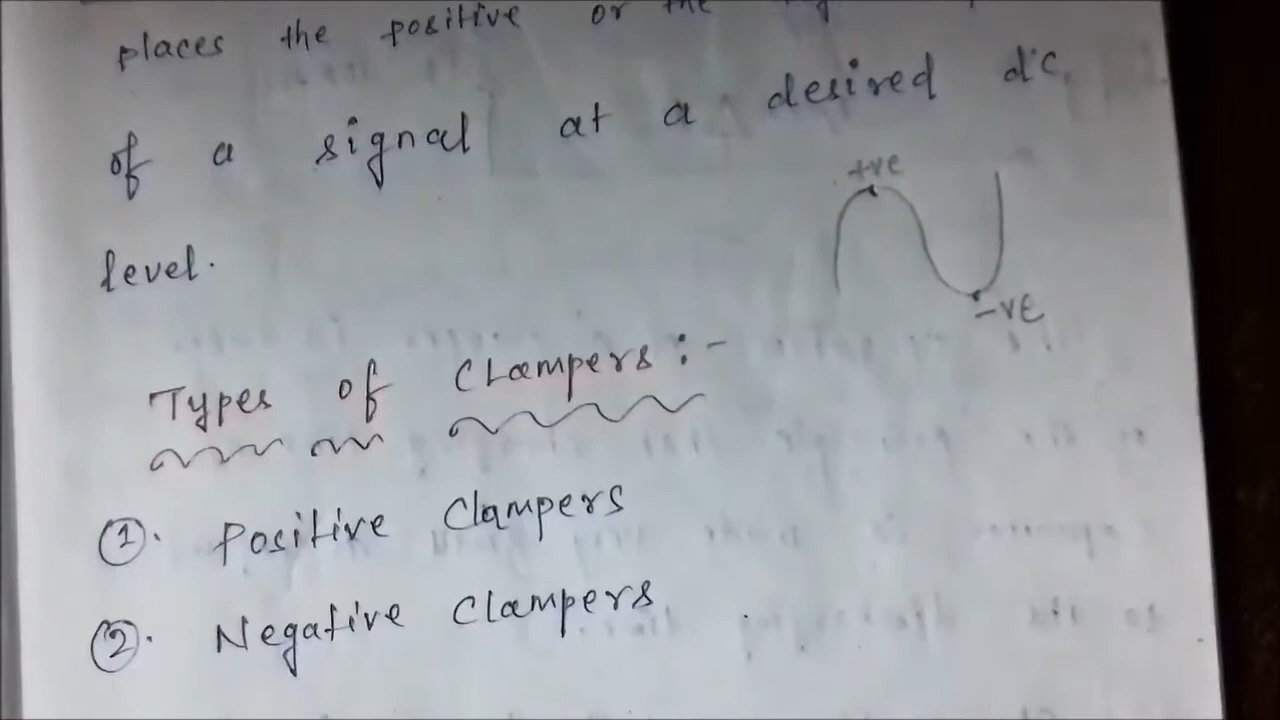 places the positive or the
of a signal at a desired d.c.
level.
+ve
-ve
Types of Clampers :-
①. Positive Clampers
②. Negative Clampers